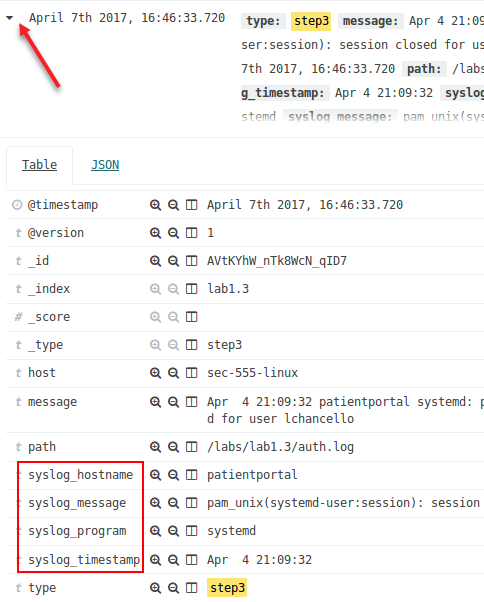 April 7th 2017, 16:46:33.720 type: step3 message: Apr 4 21:09
ser:session): session closed for us
7th 2017, 16:46:33.720 path: /labs
g_timestamp: Apr 4 21:09:32 syslog
stemd syslog_message: pam_unix(sys
Table JSON
@timestamp April 7th 2017, 16:46:33.720
t @version 1
t _id AVtKYhW_nTk8WcN_qID7
t _index lab1.3
# _score
t _type step3
t host sec-555-linux
t message Apr 4 21:09:32 patientportal systemd: p
d for user lchancello
t path /labs/lab1.3/auth.log
t syslog_hostname patientportal
t syslog_message pam_unix(systemd-user:session): session
t syslog_program systemd
t syslog_timestamp Apr 4 21:09:32
t type step3